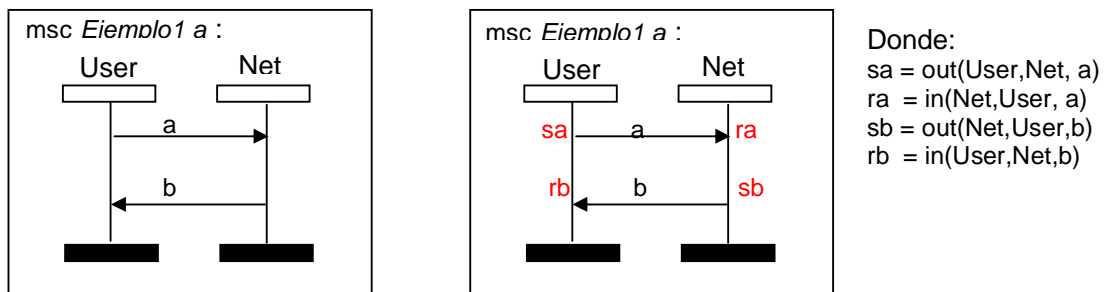 msc Ejemplo1 a :
User Net
a
b
msc Ejemplo1 a :
User Net
sa a ra
rb b sb
Donde:
sa = out(User,Net, a)
ra = in(Net,User, a)
sb = out(Net,User,b)
rb = in(User,Net,b)